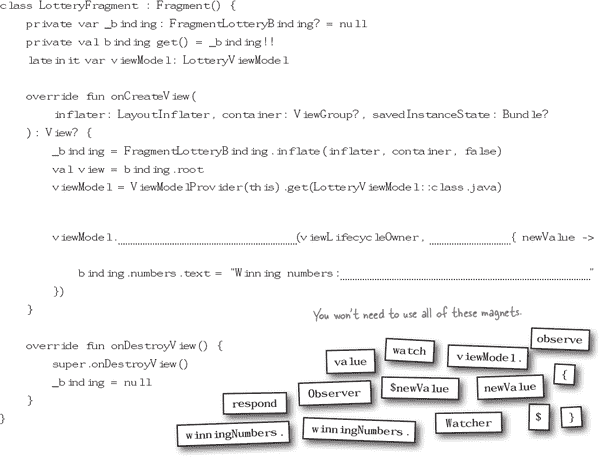 class LotteryFragment : Fragment() {
private var _binding: FragmentLotteryBinding? = null
private val binding get() = _binding!!
lateinit var viewModel: LotteryViewModel
override fun onCreateView(
inflater: LayoutInflater, container: ViewGroup?, savedInstanceState: Bundle?
): View? {
_binding = FragmentLotteryBinding.inflate(inflater, container, false)
val view = binding.root
viewModel = ViewModelProvider(this).get(LotteryViewModel::class.java)
viewModel. (viewLifecycleOwner, { newValue ->
binding.numbers.text = "Winning numbers: "
})
}
You won't need to use all of these magnets.
override fun onDestroyView() {
super.onDestroyView()
_binding = null
}
}
observe
watch
value
viewModel.
{
Observer
$newValue
newValue
respond
winningNumbers.
winningNumbers.
Watcher
$
}